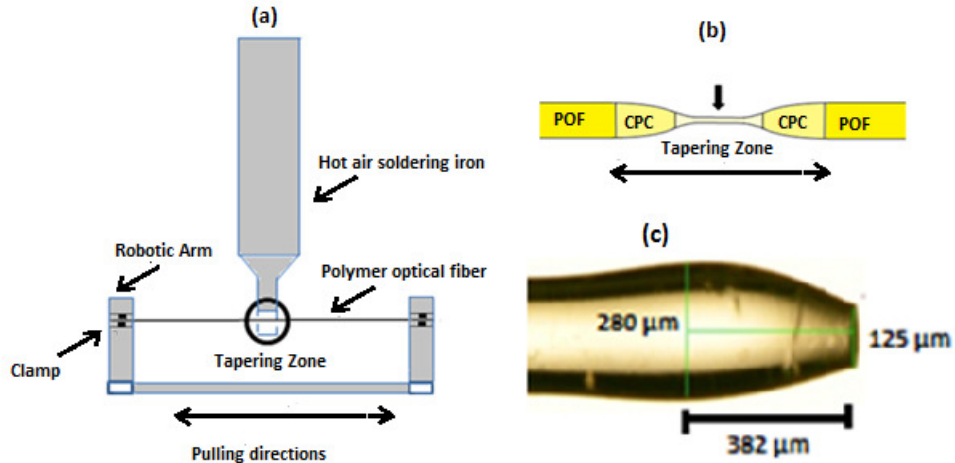 (a)
Hot air soldering iron
Robotic Arm
Polymer optical fiber
Clamp
Tapering Zone
Pulling directions
(b)
POF
CPC
CPC
POF
Tapering Zone
(c)
280 µm
125 µm
382 µm